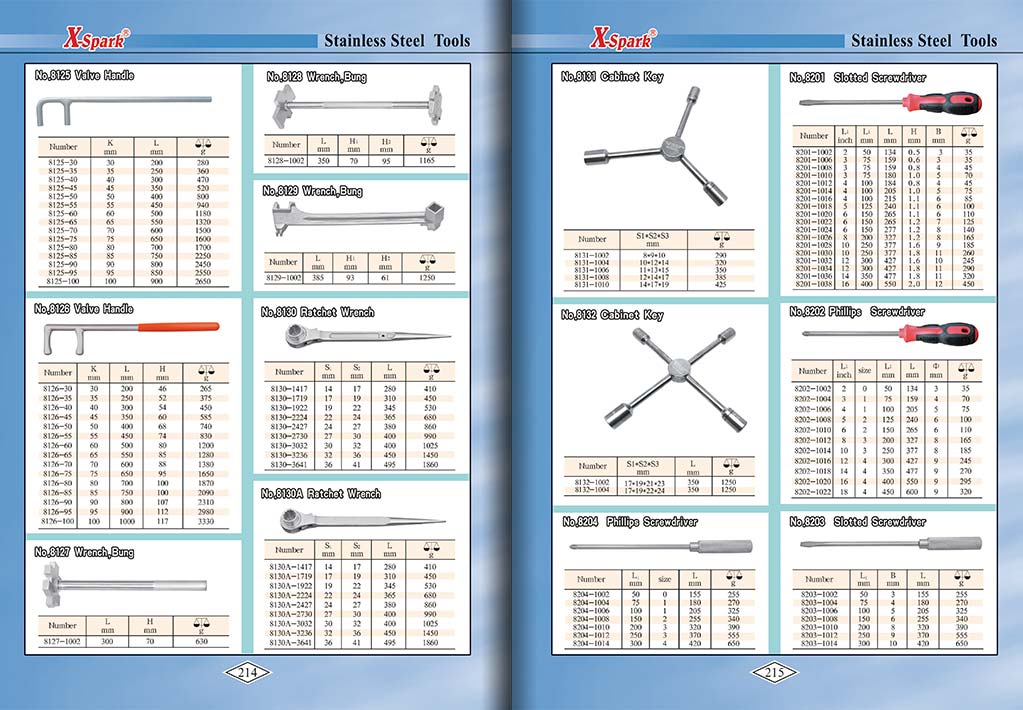 X-Spark®
Stainless Steel Tools
No,8125 Valve Handle
Number K mm L mm g
8125-30 30 200 280
8125-35 35 250 360
8125-40 40 300 470
8125-45 45 350 520
8125-50 50 400 800
8125-55 55 450 940
8125-60 60 500 1180
8125-65 65 550 1320
8125-70 70 600 1500
8125-75 75 650 1600
8125-80 80 700 1700
8125-85 85 750 2250
8125-90 90 800 2450
8125-95 95 850 2550
8125-100 100 900 2650
No,8126 Valve Handle
Number K mm L mm H mm g
8126-30 30 200 46 265
8126-35 35 250 52 375
8126-40 40 300 54 450
8126-45 45 350 60 585
8126-50 50 400 68 740
8126-55 55 450 74 830
8126-60 60 500 80 1200
8126-65 65 550 85 1280
8126-70 70 600 88 1380
8126-75 75 650 95 1650
8126-80 80 700 100 1870
8126-85 85 750 100 2090
8126-90 90 800 107 2310
8126-95 95 900 112 2980
8126-100 100 1000 117 3330
No,8127 Wrench,Bung
Number L mm H mm g
8127-1002 300 70 630
No,8128 Wrench,Bung
Number L mm H1 mm H2 mm g
8128-1002 350 70 95 1165
No,8129 Wrench,Bung
Number L mm H1 mm H2 mm g
8129-1002 385 93 61 1250
No,8130 Ratchet Wrench
Number S1 mm S2 mm L mm g
8130-1417 14 17 280 410
8130-1719 17 19 310 450
8130-1922 19 22 345 530
8130-2224 22 24 365 680
8130-2427 24 27 380 860
8130-2730 27 30 400 990
8130-3032 30 32 400 1025
8130-3236 32 36 450 1450
8130-3641 36 41 495 1860
No,8130A Ratchet Wrench
Number S1 mm S2 mm L mm g
8130A-1417 14 17 280 410
8130A-1719 17 19 310 450
8130A-1922 19 22 345 530
8130A-2224 22 24 365 680
8130A-2427 24 27 380 860
8130A-2730 27 30 400 990
8130A-3032 30 32 400 1025
8130A-3236 32 36 450 1450
8130A-3641 36 41 495 1860
214
X-Spark®
Stainless Steel Tools
No,8131 Cabinet Key
Number S1*S2*S3 mm g
8131-1002 8*9*10 290
8131-1004 10*12*14 320
8131-1006 11*13*15 350
8131-1008 12*14*17 385
8131-1010 14*17*19 425
No,8132 Cabinet Key
Number S1*S2*S3 mm L mm g
8132-1002 17*19*21*23 350 1250
8132-1004 17*19*22*24 350 1250
No,8204 Phillips Screwdriver
Number L1 mm size L mm g
8204-1002 50 0 155 255
8204-1004 75 1 180 270
8204-1006 100 1 205 325
8204-1008 150 2 255 340
8204-1010 200 3 320 390
8204-1012 250 3 370 555
8204-1014 300 4 420 650
No,8201 Slotted Screwdriver
Number L1 inch L1 mm L mm H mm B mm g
8201-1002 2 50 134 0.5 3 35
8201-1006 3 75 159 0.6 3 35
8201-1008 3 75 159 0.8 4 45
8201-1010 3 75 180 1.0 5 70
8201-1012 4 100 184 0.8 4 45
8201-1014 4 100 205 1.0 5 75
8201-1016 4 100 215 1.1 6 85
8201-1018 5 125 240 1.1 6 100
8201-1020 6 150 265 1.1 6 110
8201-1022 6 150 265 1.2 7 125
8201-1024 6 150 277 1.2 8 140
8201-1026 8 200 327 1.2 8 165
8201-1028 10 250 377 1.6 9 185
8201-1030 10 250 377 1.8 11 260
8201-1032 12 300 427 1.6 10 245
8201-1034 12 300 427 1.8 11 290
8201-1036 14 350 477 1.8 11 320
8201-1038 16 400 550 2.0 12 450
No,8202 Phillips Screwdriver
Number L1 inch size L1 mm L mm Φ mm g
8202-1002 2 0 50 134 3 35
8202-1004 3 1 75 159 4 70
8202-1006 4 1 100 205 5 75
8202-1008 5 2 125 240 6 100
8202-1010 6 2 150 265 6 110
8202-1012 8 3 200 327 8 165
8202-1014 10 3 250 377 8 185
8202-1016 12 4 300 427 9 245
8202-1018 14 4 350 477 9 270
8202-1020 16 4 400 550 9 295
8202-1022 18 4 450 600 9 320
No,8203 Slotted Screwdriver
Number L1 mm B mm L mm g
8203-1002 50 3 155 255
8203-1004 75 4 180 270
8203-1006 100 5 205 325
8203-1008 150 6 255 340
8203-1010 200 8 320 390
8203-1012 250 9 370 555
8203-1014 300 10 420 650
215